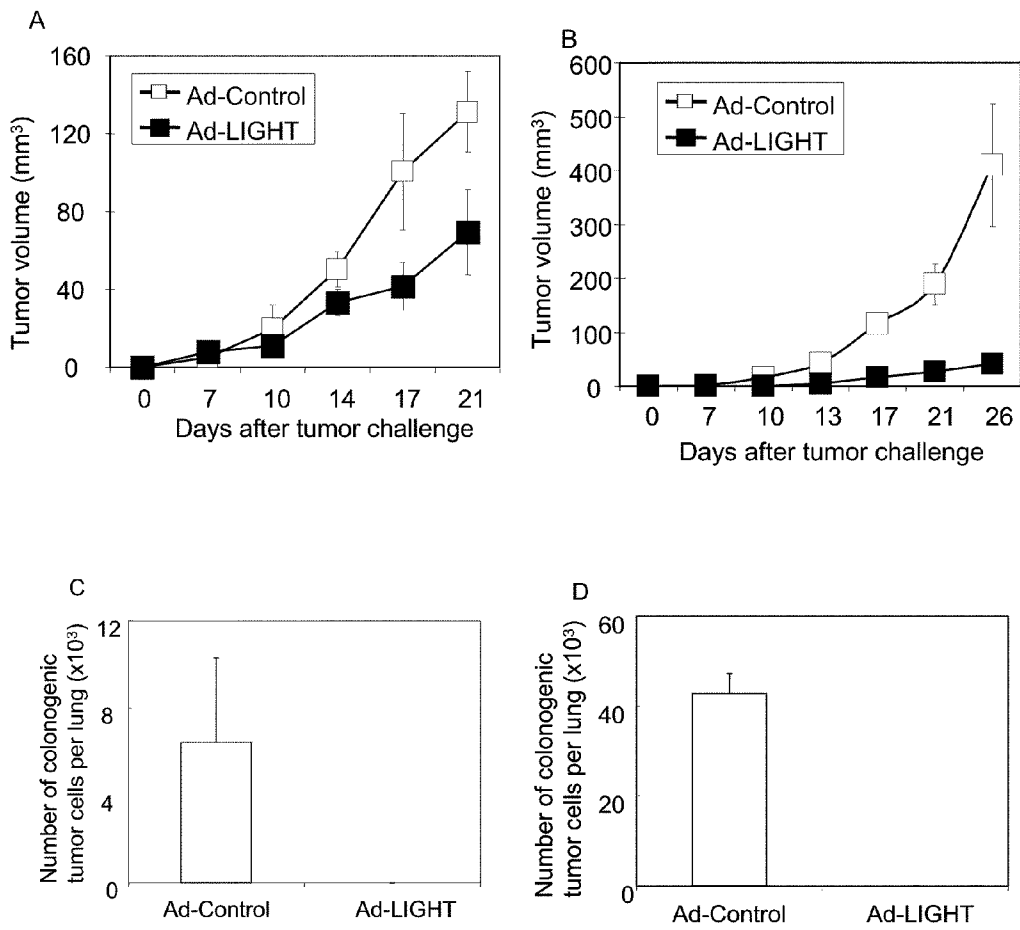 A
160
120
80
40
0
Ad-Control
Ad-LIGHT
Tumor volume (mm³)
0 7 10 14 17 21
Days after tumor challenge
B
600
500
400
300
200
100
0
Ad-Control
Ad-LIGHT
Tumor volume (mm³)
0 7 10 13 17 21 26
Days after tumor challenge
C
12
8
4
0
Number of colonogenic
tumor cells per lung (x10³)
Ad-Control Ad-LIGHT
D
60
40
20
0
Number of colonogenic
tumor cells per lung (x10³)
Ad-Control Ad-LIGHT